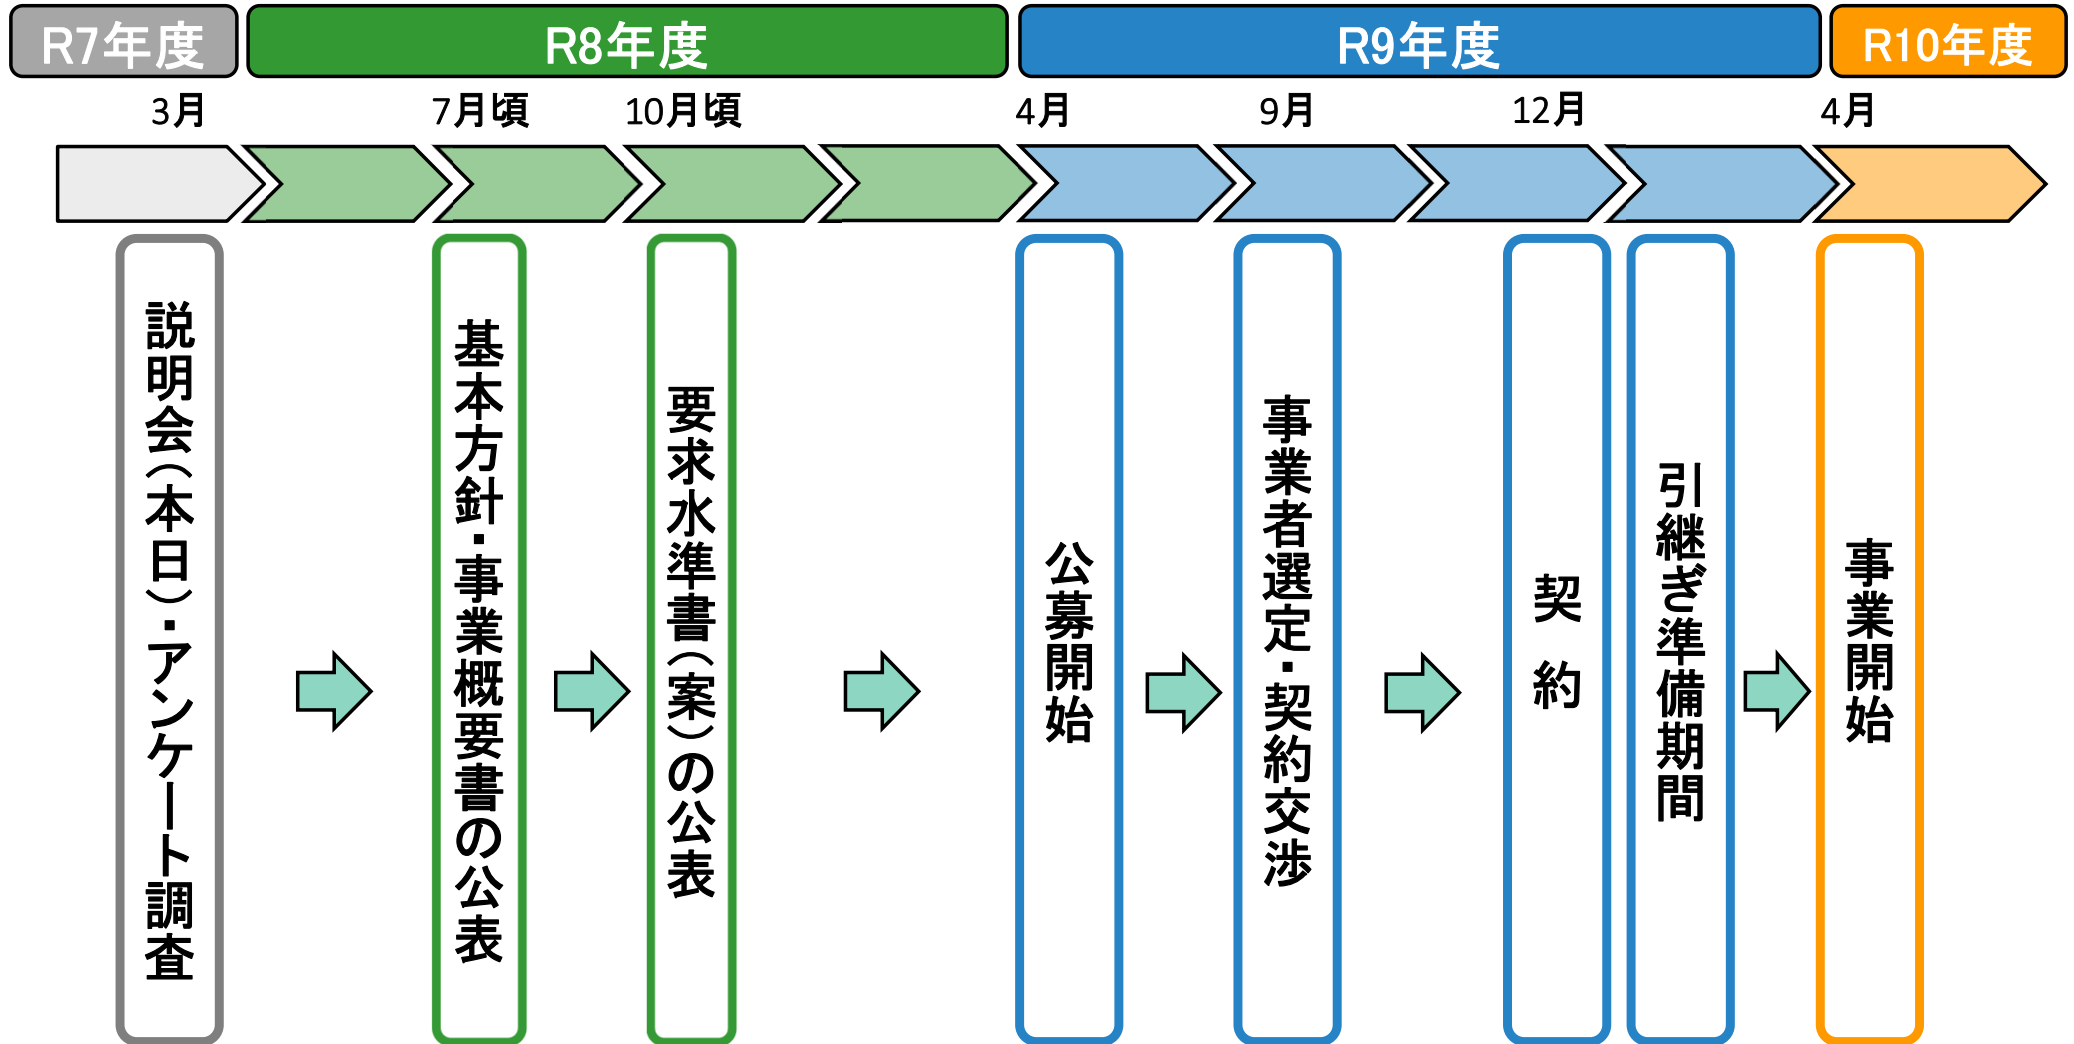 R7年度
R8年度
R9年度
R10年度
3月
7月頃
10月頃
4月
9月
12月
4月
説明会（本日）・アンケート調査
基本方針・事業概要書の公表
要求水準書（案）の公表
公募開始
事業者選定・契約交渉
契 約
引継ぎ準備期間
事業開始